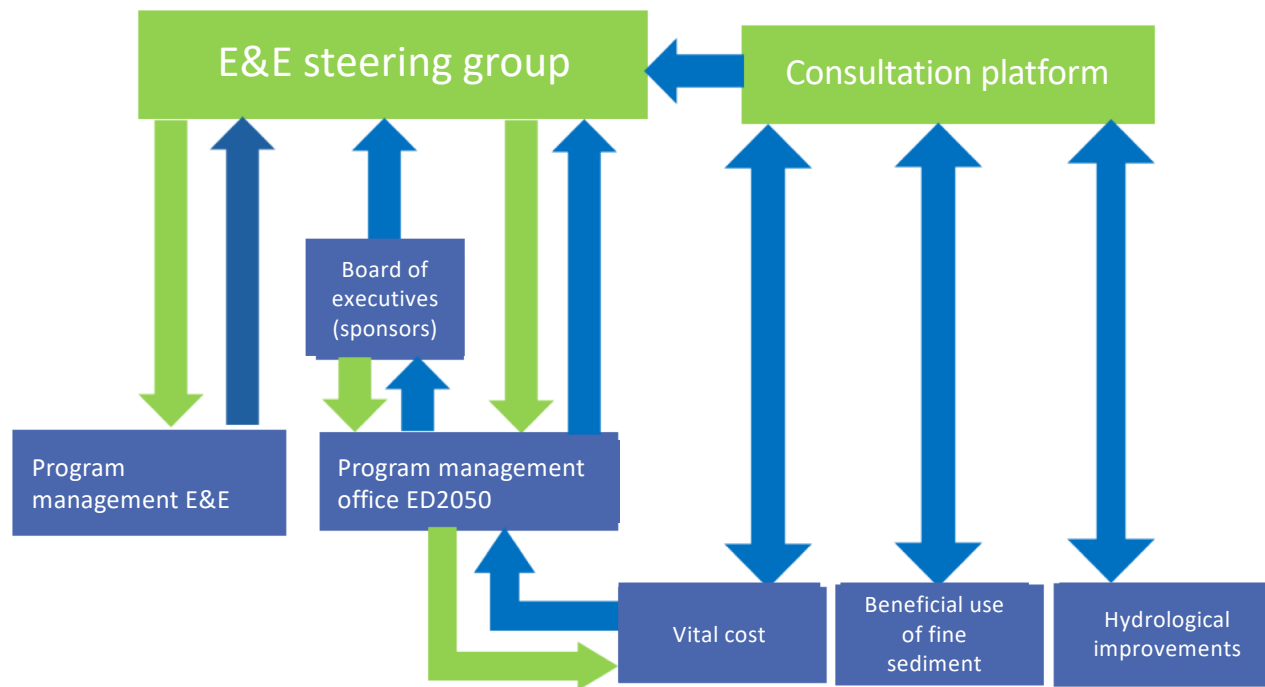 E&E steering group
Consultation platform
Board of
executives
(sponsors)
Program
management E&E
Program management
office ED2050
Vital cost
Beneficial use
of fine
sediment
Hydrological
improvements